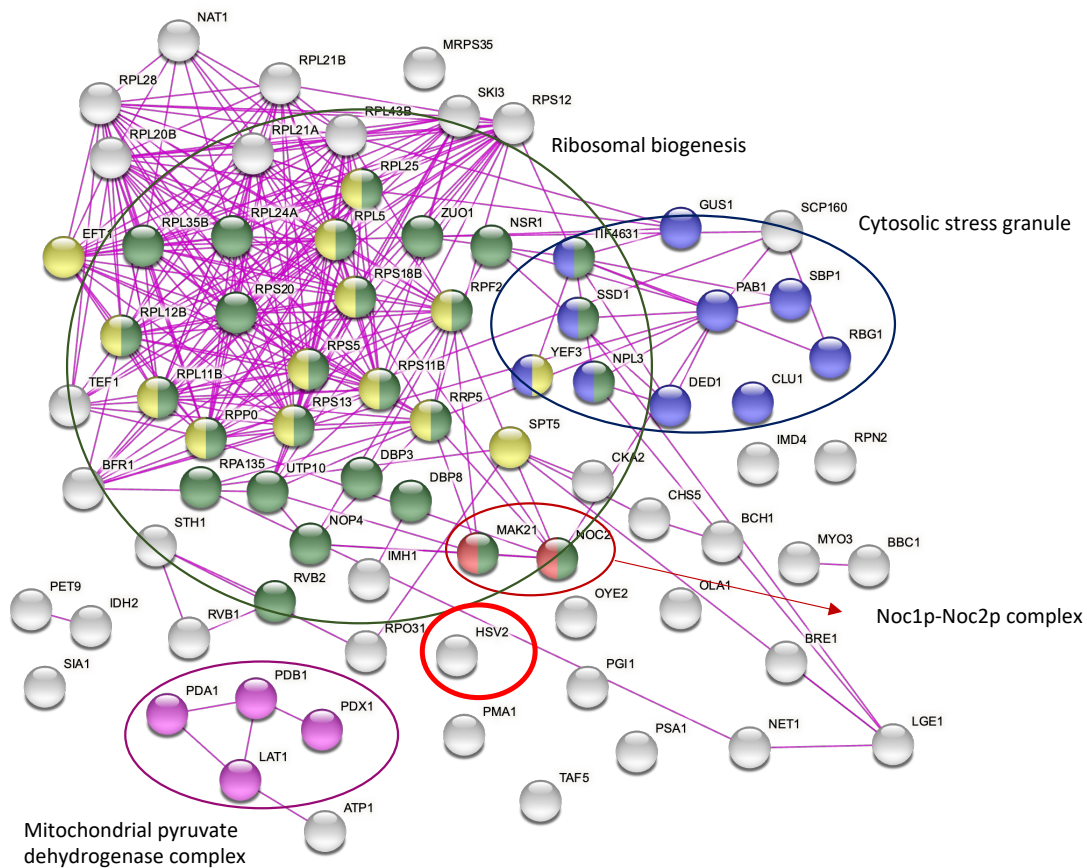 NAT1
MRPS35
RPL21B
RPL28
SKI3
RPL43B
RPS12
RPL20B
RPL21A
Ribosomal biogenesis
RPL25
GUS1
SCP160
Cytosolic stress granule
RPL35B
RPL24A
RPL5
ZUO1
NSR1
TIF4631
EFT1
RPS18B
RPF2
PAB1
SBP1
RPS20
SSD1
RPL12B
RBG1
RPS5
RPS11B
YEF3
NPL3
TEF1
RPL11B
DED1
CLU1
RPP0
RPS13
RRP5
SPT5
IMD4
RPN2
BFR1
RPA135
UTP10
DBP3
DBP8
CKA2
CHS5
STH1
NOP4
MAK21
NOC2
BCH1
IMH1
MYO3
BBC1
PET9
RVB2
OYE2
OLA1
Noc1p-Noc2p complex
IDH2
RVB1
RPO31
HSV2
BRE1
SIA1
PDA1
PDB1
PGI1
PDX1
PMA1
PSA1
NET1
LGE1
LAT1
TAF5
ATP1
Mitochondrial pyruvate
dehydrogenase complex